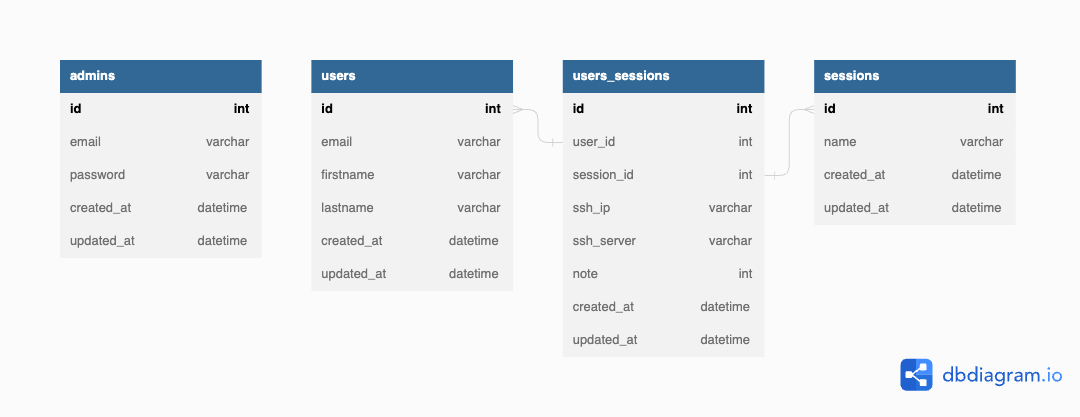 admins
id int
email varchar
password varchar
created_at datetime
updated_at datetime
users
id int
email varchar
firstname varchar
lastname varchar
created_at datetime
updated_at datetime
users_sessions
id int
user_id int
session_id int
ssh_ip varchar
ssh_server varchar
note int
created_at datetime
updated_at datetime
sessions
id int
name varchar
created_at datetime
updated_at datetime
dbdiagram.io